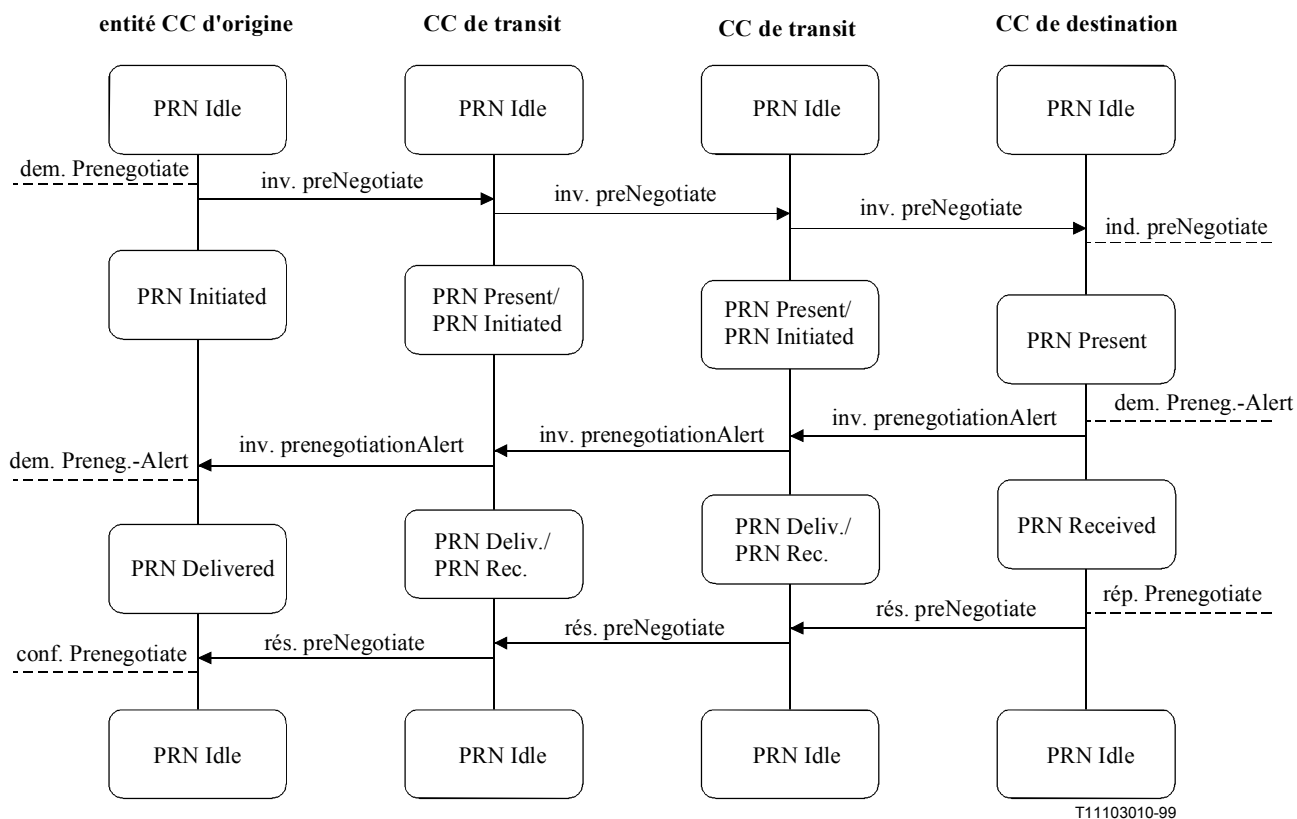 entité CC d'origine
CC de transit
CC de transit
CC de destination
PRN Idle
PRN Idle
PRN Idle
PRN Idle
dem. Prenegotiate
inv. preNegotiate
inv. preNegotiate
inv. preNegotiate
ind. preNegotiate
PRN Initiated
PRN Present/
PRN Initiated
PRN Present/
PRN Initiated
PRN Present
dem. Preneg.-Alert
inv. prenegotiationAlert
inv. prenegotiationAlert
inv. prenegotiationAlert
dem. Preneg.-Alert
PRN Delivered
PRN Deliv./
PRN Rec.
PRN Deliv./
PRN Rec.
PRN Received
rép. Prenegotiate
rés. preNegotiate
rés. preNegotiate
rés. preNegotiate
conf. Prenegotiate
PRN Idle
PRN Idle
PRN Idle
PRN Idle
T11103010-99